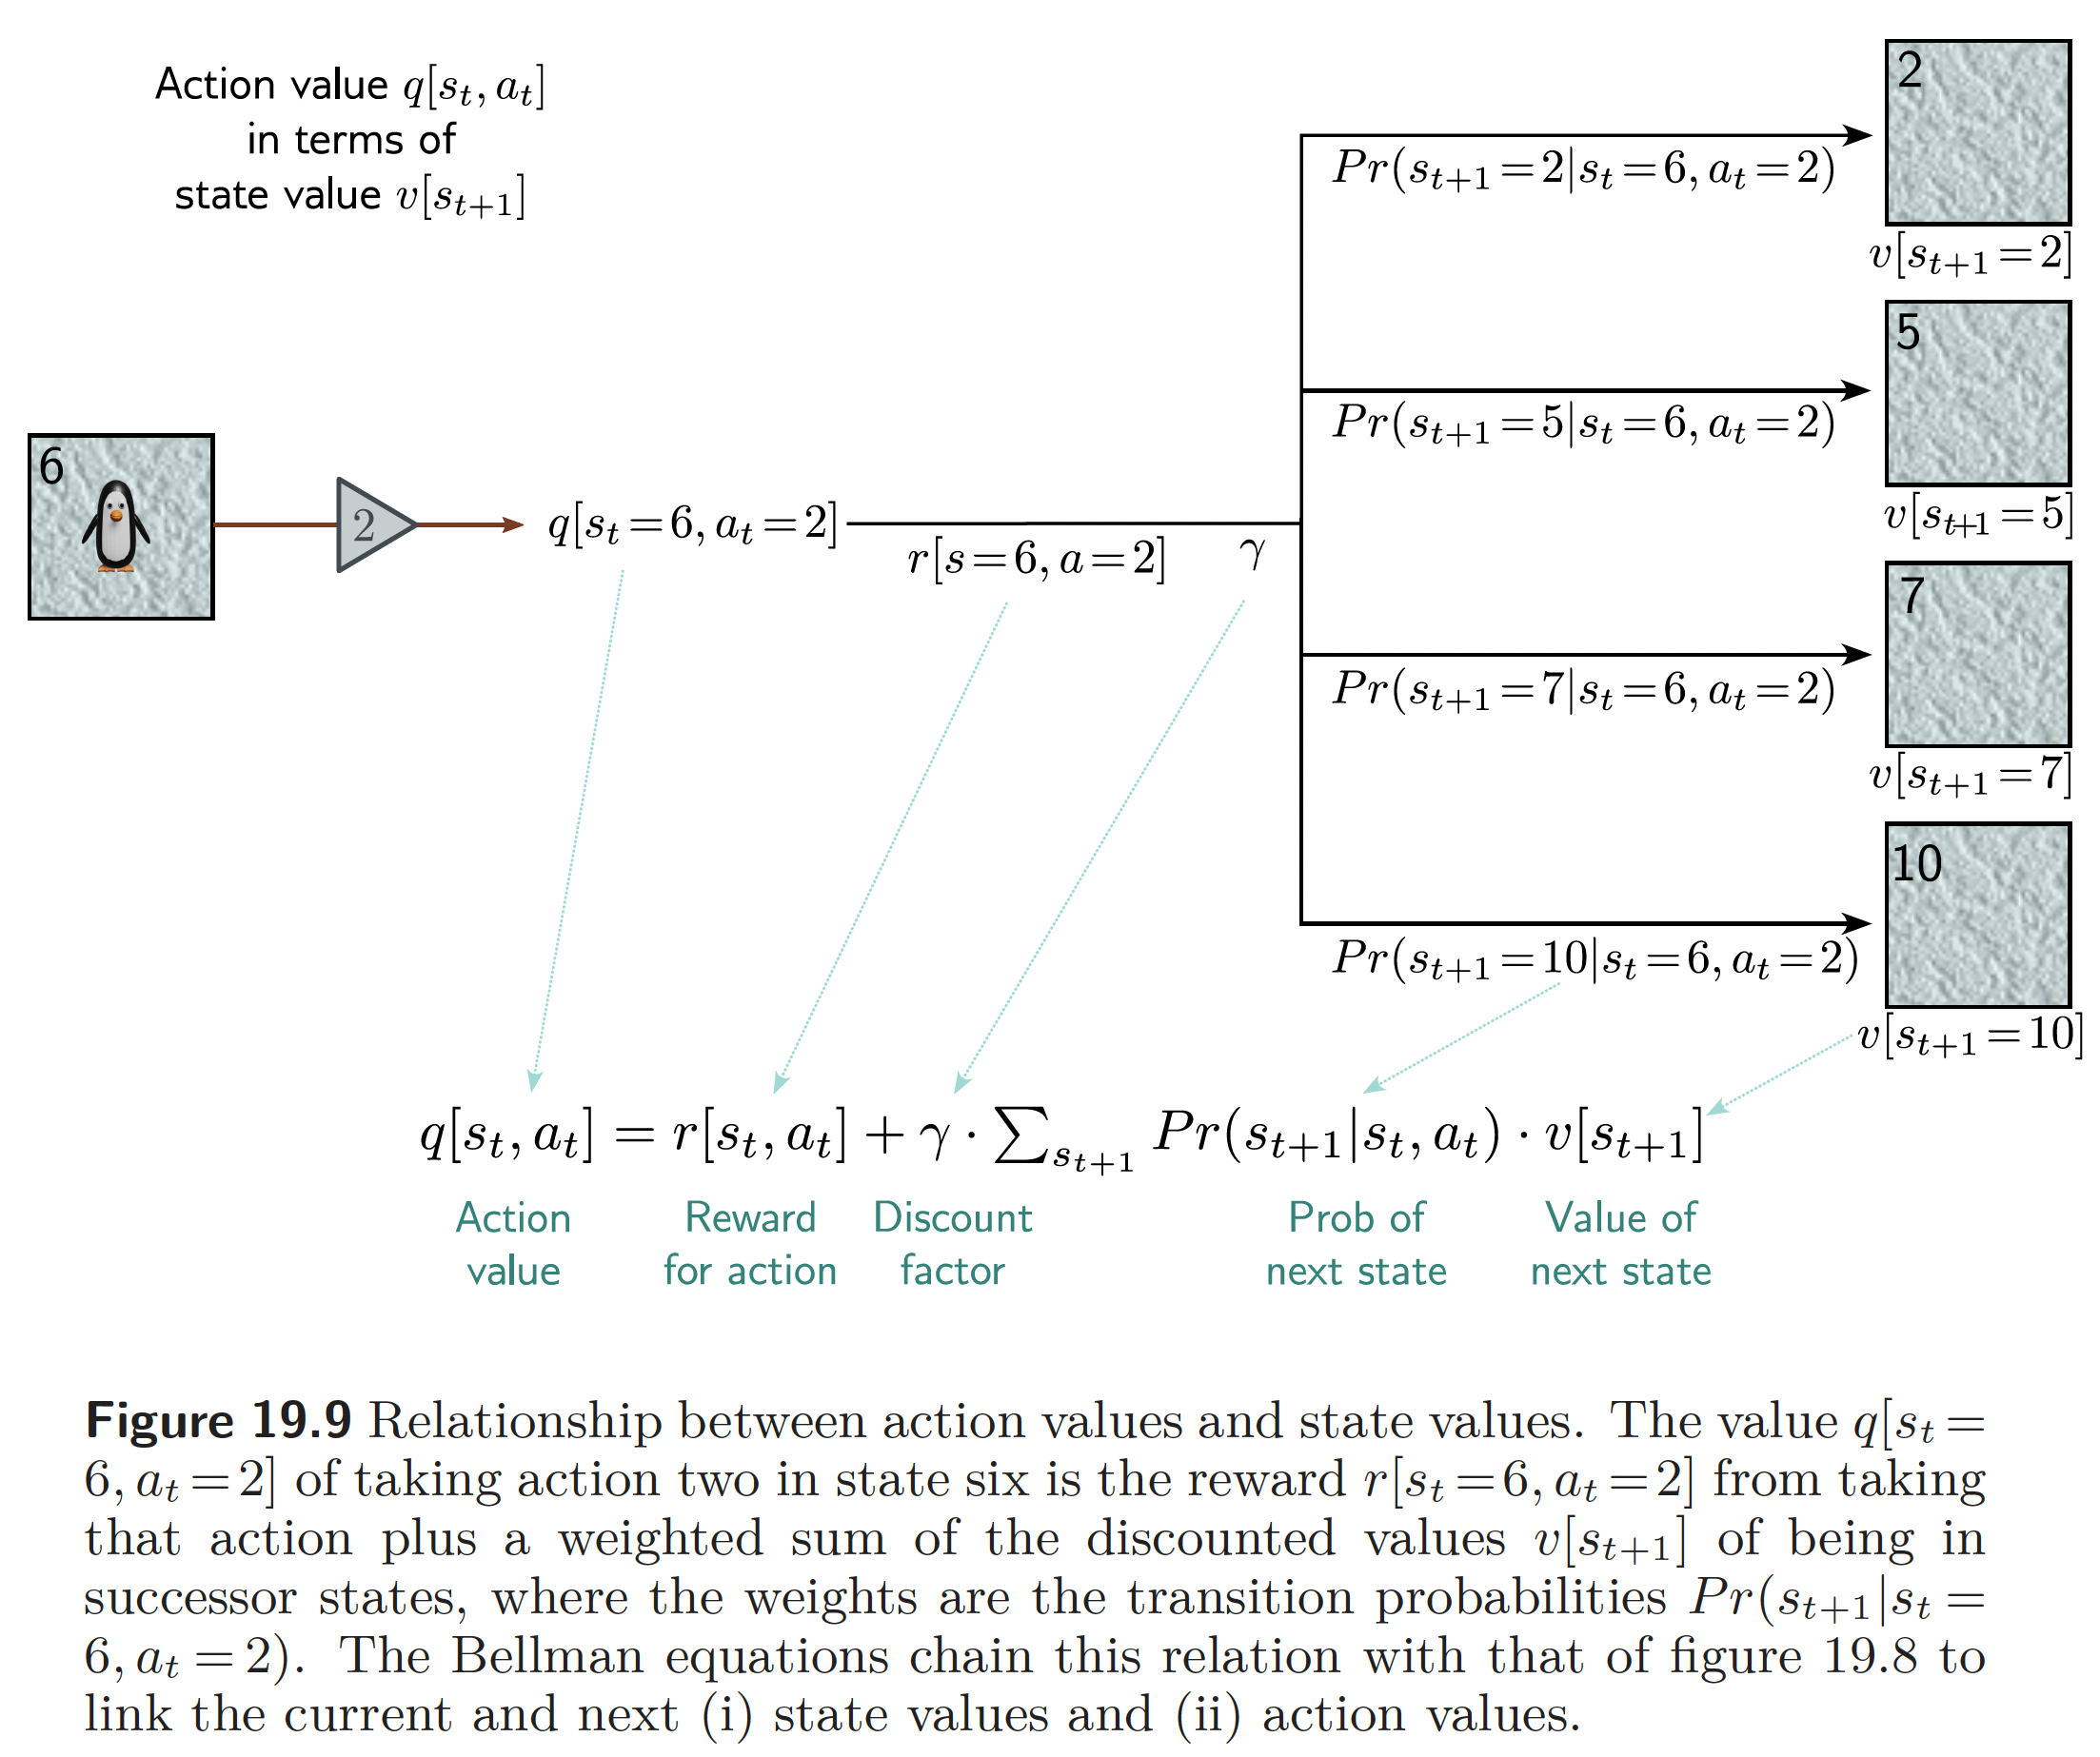 Action value q[s_t, a_t]
in terms of
state value v[s_{t+1}]
2
Pr(s_{t+1}=2|s_t=6, a_t=2)
v[s_{t+1}=2]
5
Pr(s_{t+1}=5|s_t=6, a_t=2)
v[s_{t+1}=5]
6
2
q[s_t=6, a_t=2]
r[s=6, a=2]
γ
7
Pr(s_{t+1}=7|s_t=6, a_t=2)
v[s_{t+1}=7]
10
Pr(s_{t+1}=10|s_t=6, a_t=2)
v[s_{t+1}=10]
q[s_t, a_t] = r[s_t, a_t] + γ · ∑_{s_{t+1}} Pr(s_{t+1}|s_t, a_t) · v[s_{t+1}]
Action
value
Reward
for action
Discount
factor
Prob of
next state
Value of
next state
Figure 19.9 Relationship between action values and state values. The value q[s_t =
6, a_t=2] of taking action two in state six is the reward r[s_t=6, a_t=2] from taking
that action plus a weighted sum of the discounted values v[s_{t+1}] of being in
successor states, where the weights are the transition probabilities Pr(s_{t+1}|s_t =
6, a_t = 2). The Bellman equations chain this relation with that of figure 19.8 to
link the current and next (i) state values and (ii) action values.